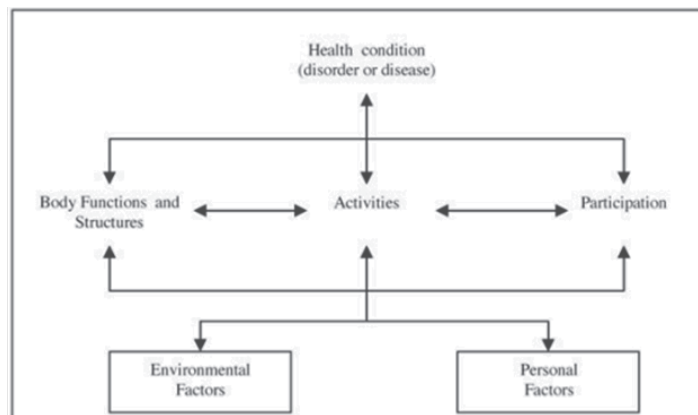 Health condition
(disorder or disease)
Body Functions and
Structures
Activities
Participation
Environmental
Factors
Personal
Factors